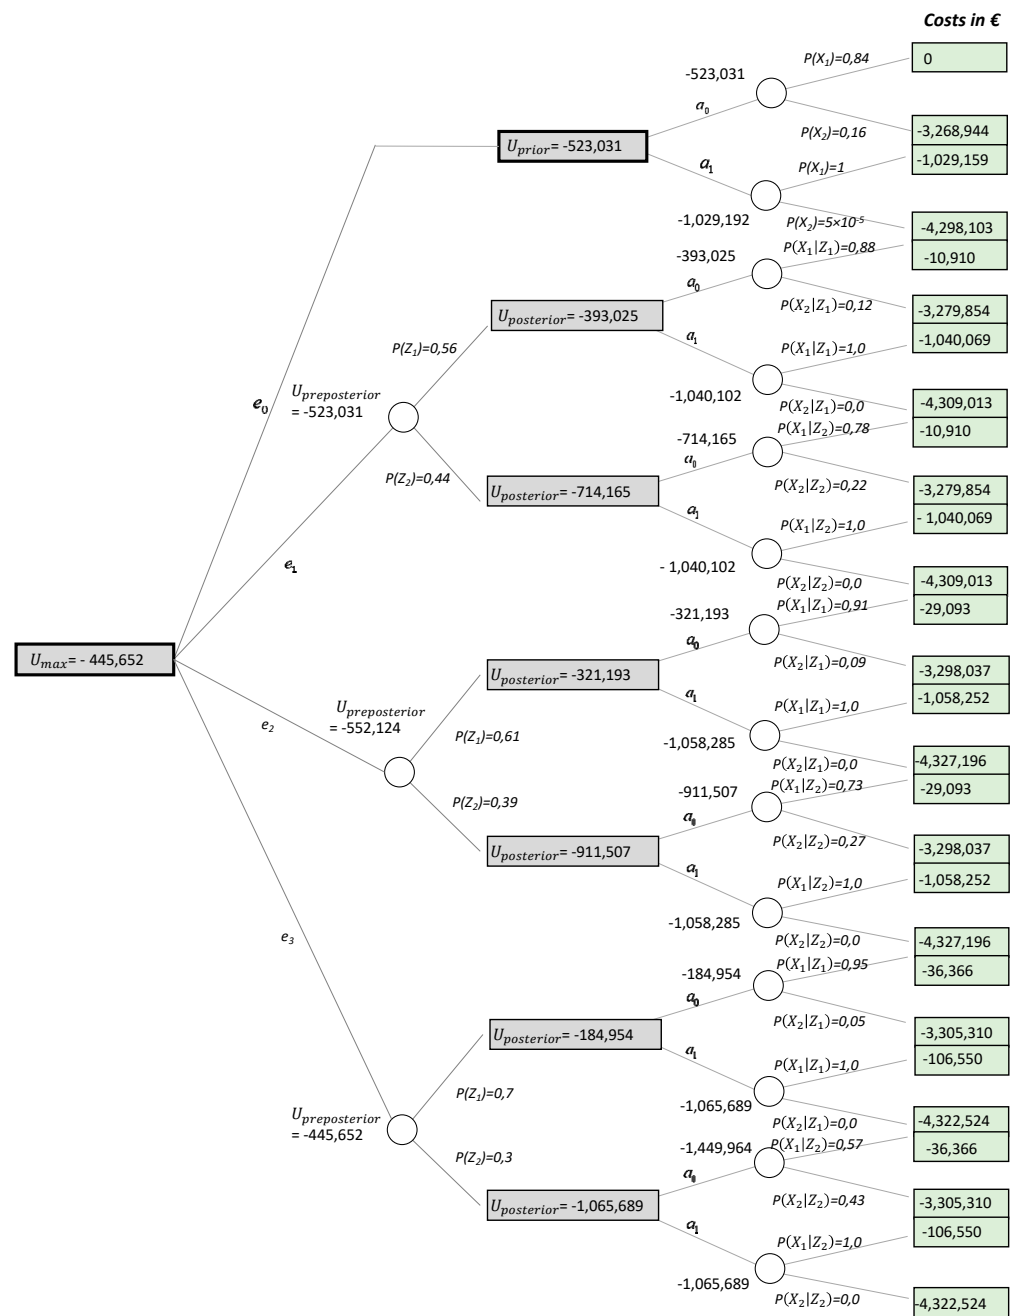 Costs in €
P(X₁)=0,84
0
-523,031
a₀
P(X₂)=0,16
-3,268,944
U_prior= -523,031
-1,029,159
a₁
P(X₁)=1
-1,029,192
P(X₂)=5×10⁻⁵
-4,298,103
-393,025
P(X₁|Z₁)=0,88
-10,910
a₀
P(X₂|Z₁)=0,12
-3,279,854
U_posterior= -393,025
-1,040,069
a₁
P(X₁|Z₁)=1,0
P(Z₁)=0,56
-1,040,102
P(X₂|Z₁)=0,0
-4,309,013
U_preposterior
= -523,031
e₀
P(X₁|Z₂)=0,78
-10,910
-714,165
a₀
P(Z₂)=0,44
P(X₂|Z₂)=0,22
-3,279,854
U_posterior= -714,165
a₁
P(X₁|Z₂)=1,0
- 1,040,069
e₁
- 1,040,102
P(X₂|Z₂)=0,0
-4,309,013
-321,193
P(X₁|Z₁)=0,91
-29,093
a₀
U_max= - 445,652
P(X₂|Z₁)=0,09
-3,298,037
U_posterior= -321,193
-1,058,252
a₁
P(X₁|Z₁)=1,0
U_preposterior
= -552,124
e₂
P(Z₁)=0,61
-1,058,285
P(X₂|Z₁)=0,0
-4,327,196
P(X₁|Z₂)=0,73
-29,093
-911,507
P(Z₂)=0,39
a₀
P(X₂|Z₂)=0,27
-3,298,037
U_posterior= -911,507
a₁
P(X₁|Z₂)=1,0
-1,058,252
-1,058,285
e₃
P(X₂|Z₂)=0,0
-4,327,196
P(X₁|Z₁)=0,95
-36,366
-184,954
a₀
P(X₂|Z₁)=0,05
-3,305,310
U_posterior= -184,954
a₁
P(X₁|Z₁)=1,0
-106,550
P(Z₁)=0,7
-1,065,689
P(X₂|Z₁)=0,0
-4,322,524
U_preposterior
= -445,652
-1,449,964
P(X₁|Z₂)=0,57
-36,366
P(Z₂)=0,3
a₀
P(X₂|Z₂)=0,43
-3,305,310
U_posterior= -1,065,689
a₁
P(X₁|Z₂)=1,0
-106,550
-1,065,689
P(X₂|Z₂)=0,0
-4,322,524